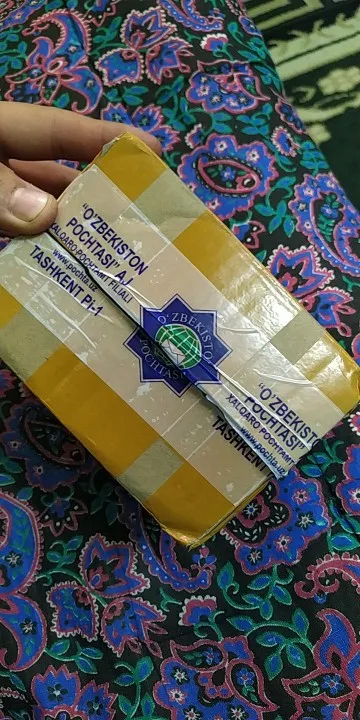 "O'ZBEKISTON
POCHTASI" AJ
XALQARO POCHTAMT FILIALI
www.pochta.uz
TASHKENT PI-1
O'ZBEKISTON
POCHTASI
"O'ZBEKIST
POCHTASI"
XALQARO POCHTAMT
www.pochta.uz
TASHKENT